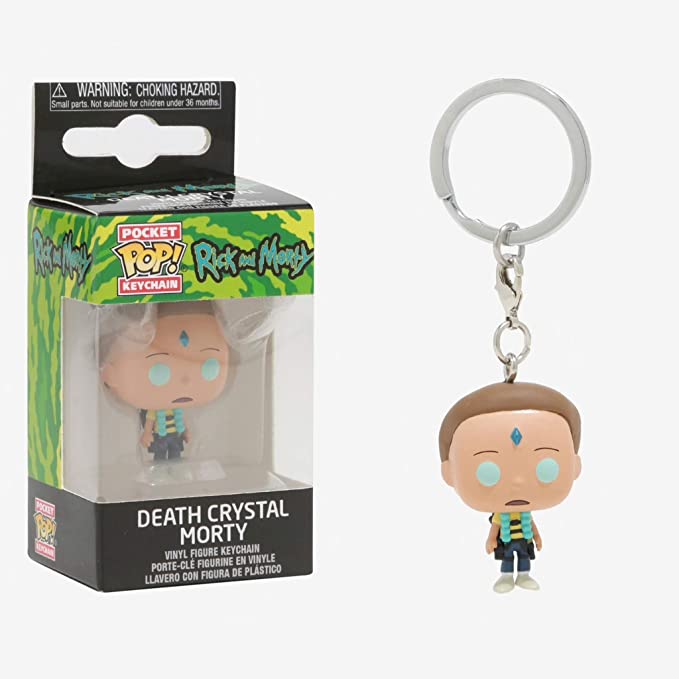 WARNING: CHOKING HAZARD.
Small parts. Not suitable for children under 36 months.
POCKET
POP!
KEYCHAIN
Rick and Morty
Rick and Morty
POCKET
POP!
KEYCHAIN
DEATH CRYSTAL
MORTY
VINYL FIGURE KEYCHAIN
PORTE-CLÉ FIGURINE EN VINYLE
LLAVERO CON FIGURA DE PLÁSTICO